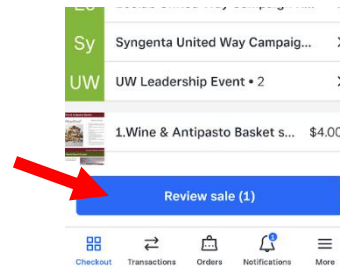 Sy Syngenta United Way Campaig...
UW UW Leadership Event • 2
1.Wine & Antipasto Basket s... $4.00
Review sale (1)
Checkout Transactions Orders Notifications More